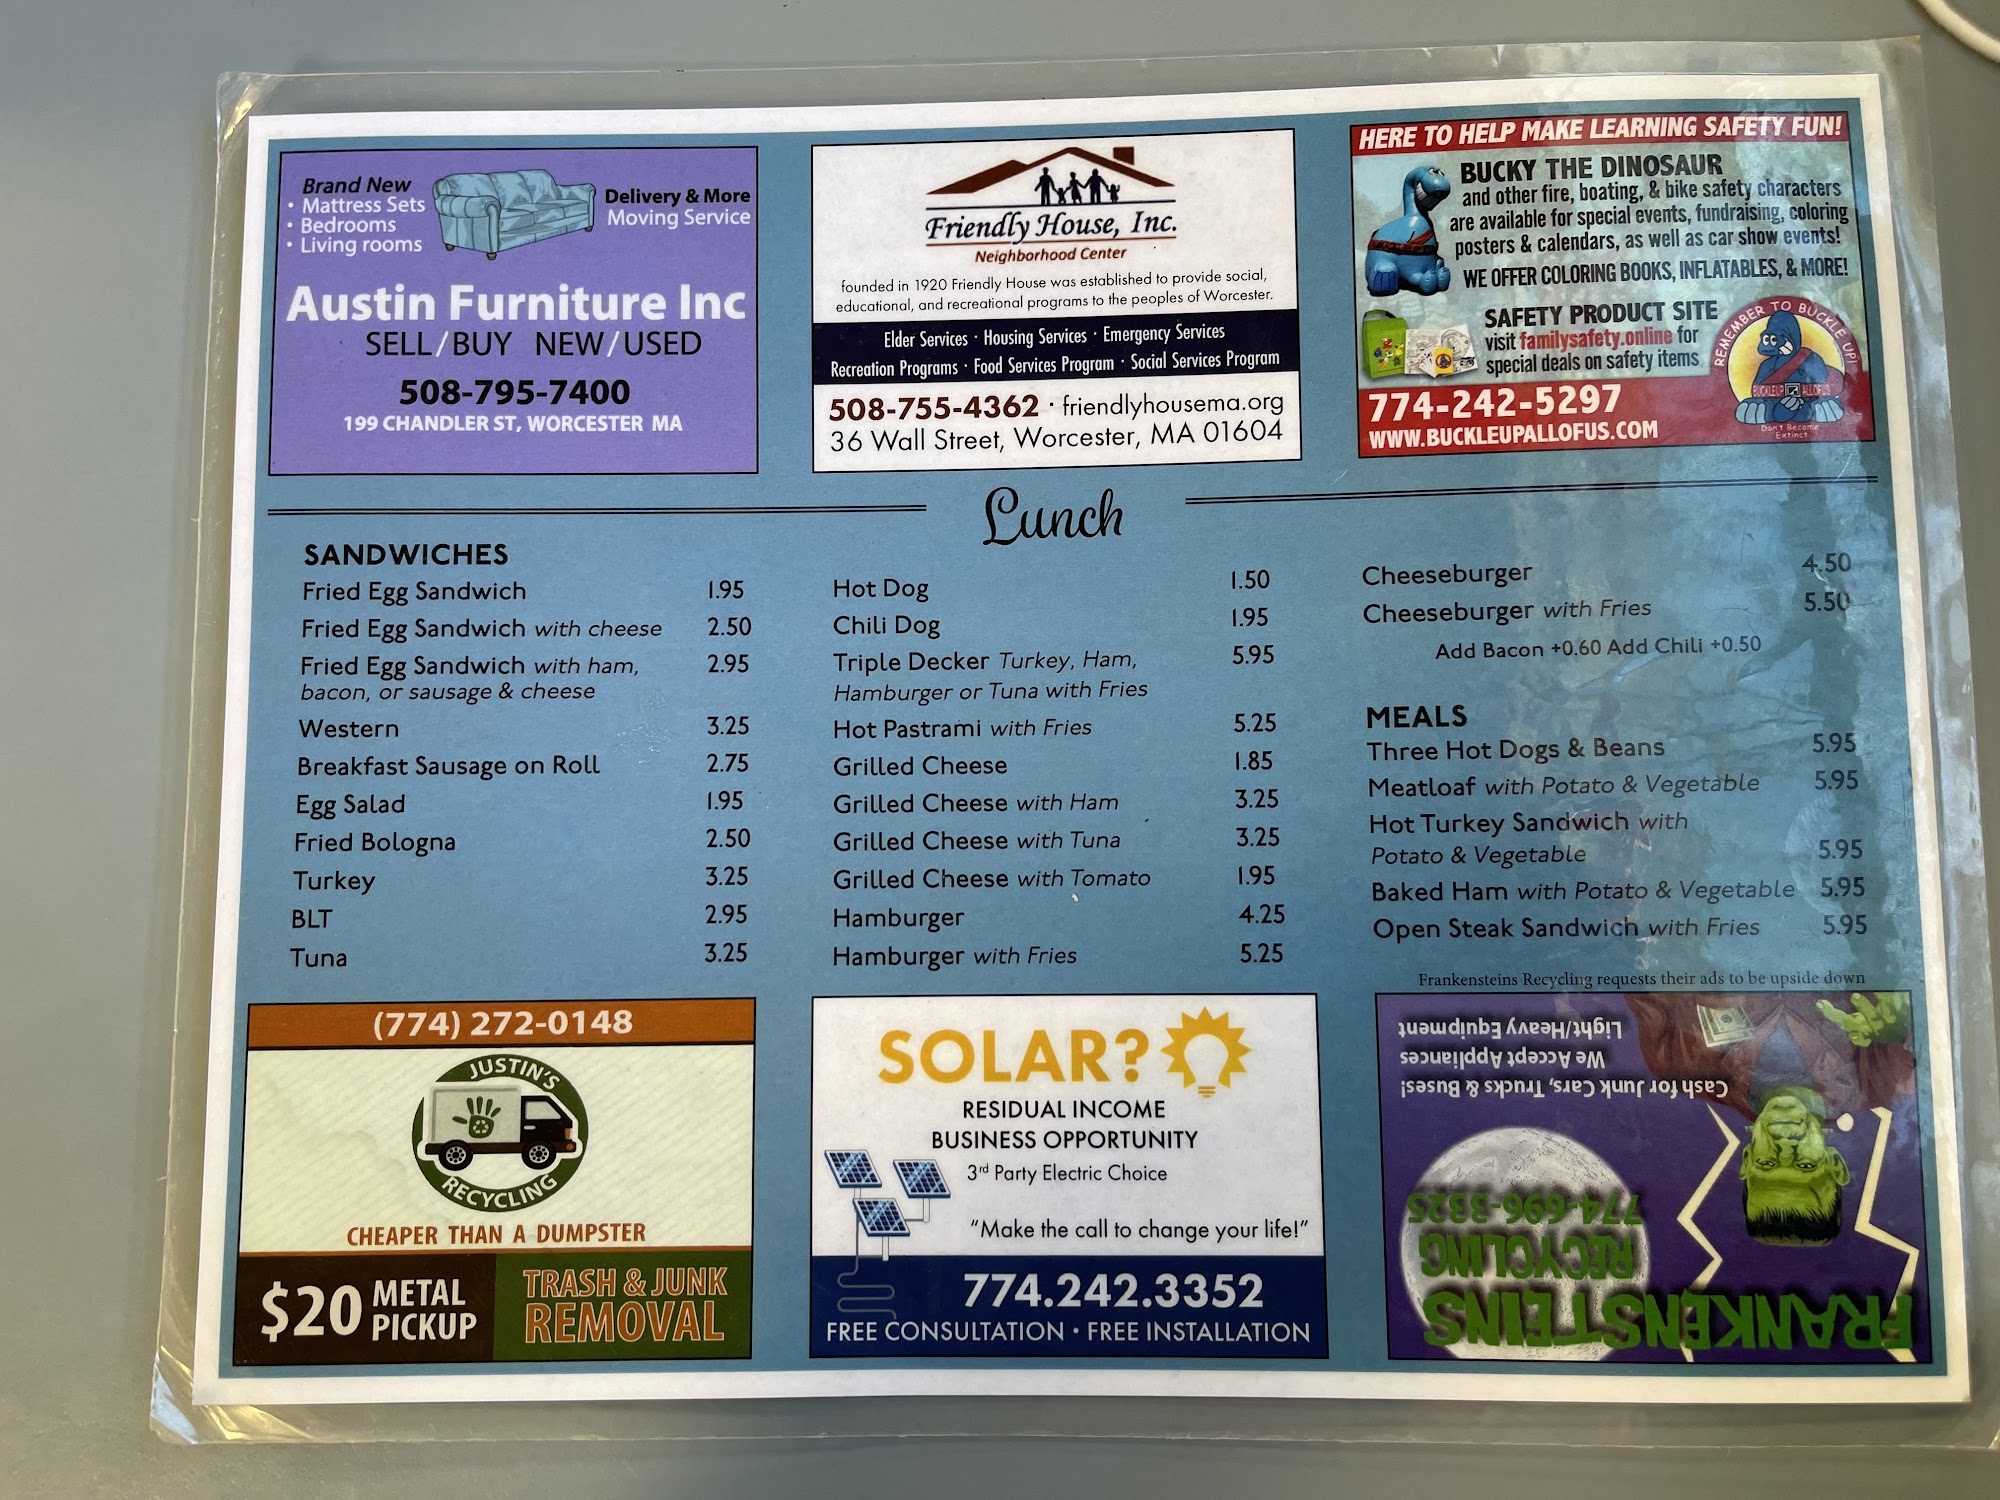 Brand New
• Mattress Sets
• Bedrooms
• Living rooms
Delivery & More
Moving Service
Austin Furniture Inc
SELL/BUY NEW/USED
508-795-7400
199 CHANDLER ST, WORCESTER MA
Friendly House, Inc.
Neighborhood Center
founded in 1920 Friendly House was established to provide social,
educational, and recreational programs to the peoples of Worcester.
Elder Services • Housing Services • Emergency Services
Recreation Programs • Food Services Program • Social Services Program
508-755-4362 • friendlyhousema.org
36 Wall Street, Worcester, MA 01604
HERE TO HELP MAKE LEARNING SAFETY FUN!
BUCKY THE DINOSAUR
and other fire, boating, & bike safety characters
are available for special events, fundraising, coloring
posters & calendars, as well as car show events!
WE OFFER COLORING BOOKS, INFLATABLES, & MORE!
SAFETY PRODUCT SITE
visit familysafety.online for
special deals on safety items
774-242-5297
WWW.BUCKLEUPALLOFUS.COM
REMEMBER TO BUCKLE UP!
BUCKLEUP ALLOFUS
Don't Become
Extinct
Lunch
SANDWICHES
Fried Egg Sandwich 1.95
Fried Egg Sandwich with cheese 2.50
Fried Egg Sandwich with ham, 2.95
bacon, or sausage & cheese
Western 3.25
Breakfast Sausage on Roll 2.75
Egg Salad 1.95
Fried Bologna 2.50
Turkey 3.25
BLT 2.95
Tuna 3.25
Hot Dog 1.50
Chili Dog 1.95
Triple Decker Turkey, Ham, 5.95
Hamburger or Tuna with Fries
Hot Pastrami with Fries 5.25
Grilled Cheese 1.85
Grilled Cheese with Ham 3.25
Grilled Cheese with Tuna 3.25
Grilled Cheese with Tomato 1.95
Hamburger 4.25
Hamburger with Fries 5.25
Cheeseburger 4.50
Cheeseburger with Fries 5.50
Add Bacon +0.60 Add Chili +0.50
MEALS
Three Hot Dogs & Beans 5.95
Meatloaf with Potato & Vegetable 5.95
Hot Turkey Sandwich with
Potato & Vegetable 5.95
Baked Ham with Potato & Vegetable 5.95
Open Steak Sandwich with Fries 5.95
Frankensteins Recycling requests their ads to be upside down
(774) 272-0148
JUSTIN'S
RECYCLING
CHEAPER THAN A DUMPSTER
$20 METAL
PICKUP
TRASH & JUNK
REMOVAL
SOLAR?
RESIDUAL INCOME
BUSINESS OPPORTUNITY
3rd Party Electric Choice
"Make the call to change your life!"
774.242.3352
FREE CONSULTATION • FREE INSTALLATION
FRANKENSTEINS
RECYCLING
774-696-3325
Cash for Junk Cars, Trucks & Buses!
We Accept Appliances
Light/Heavy Equipment